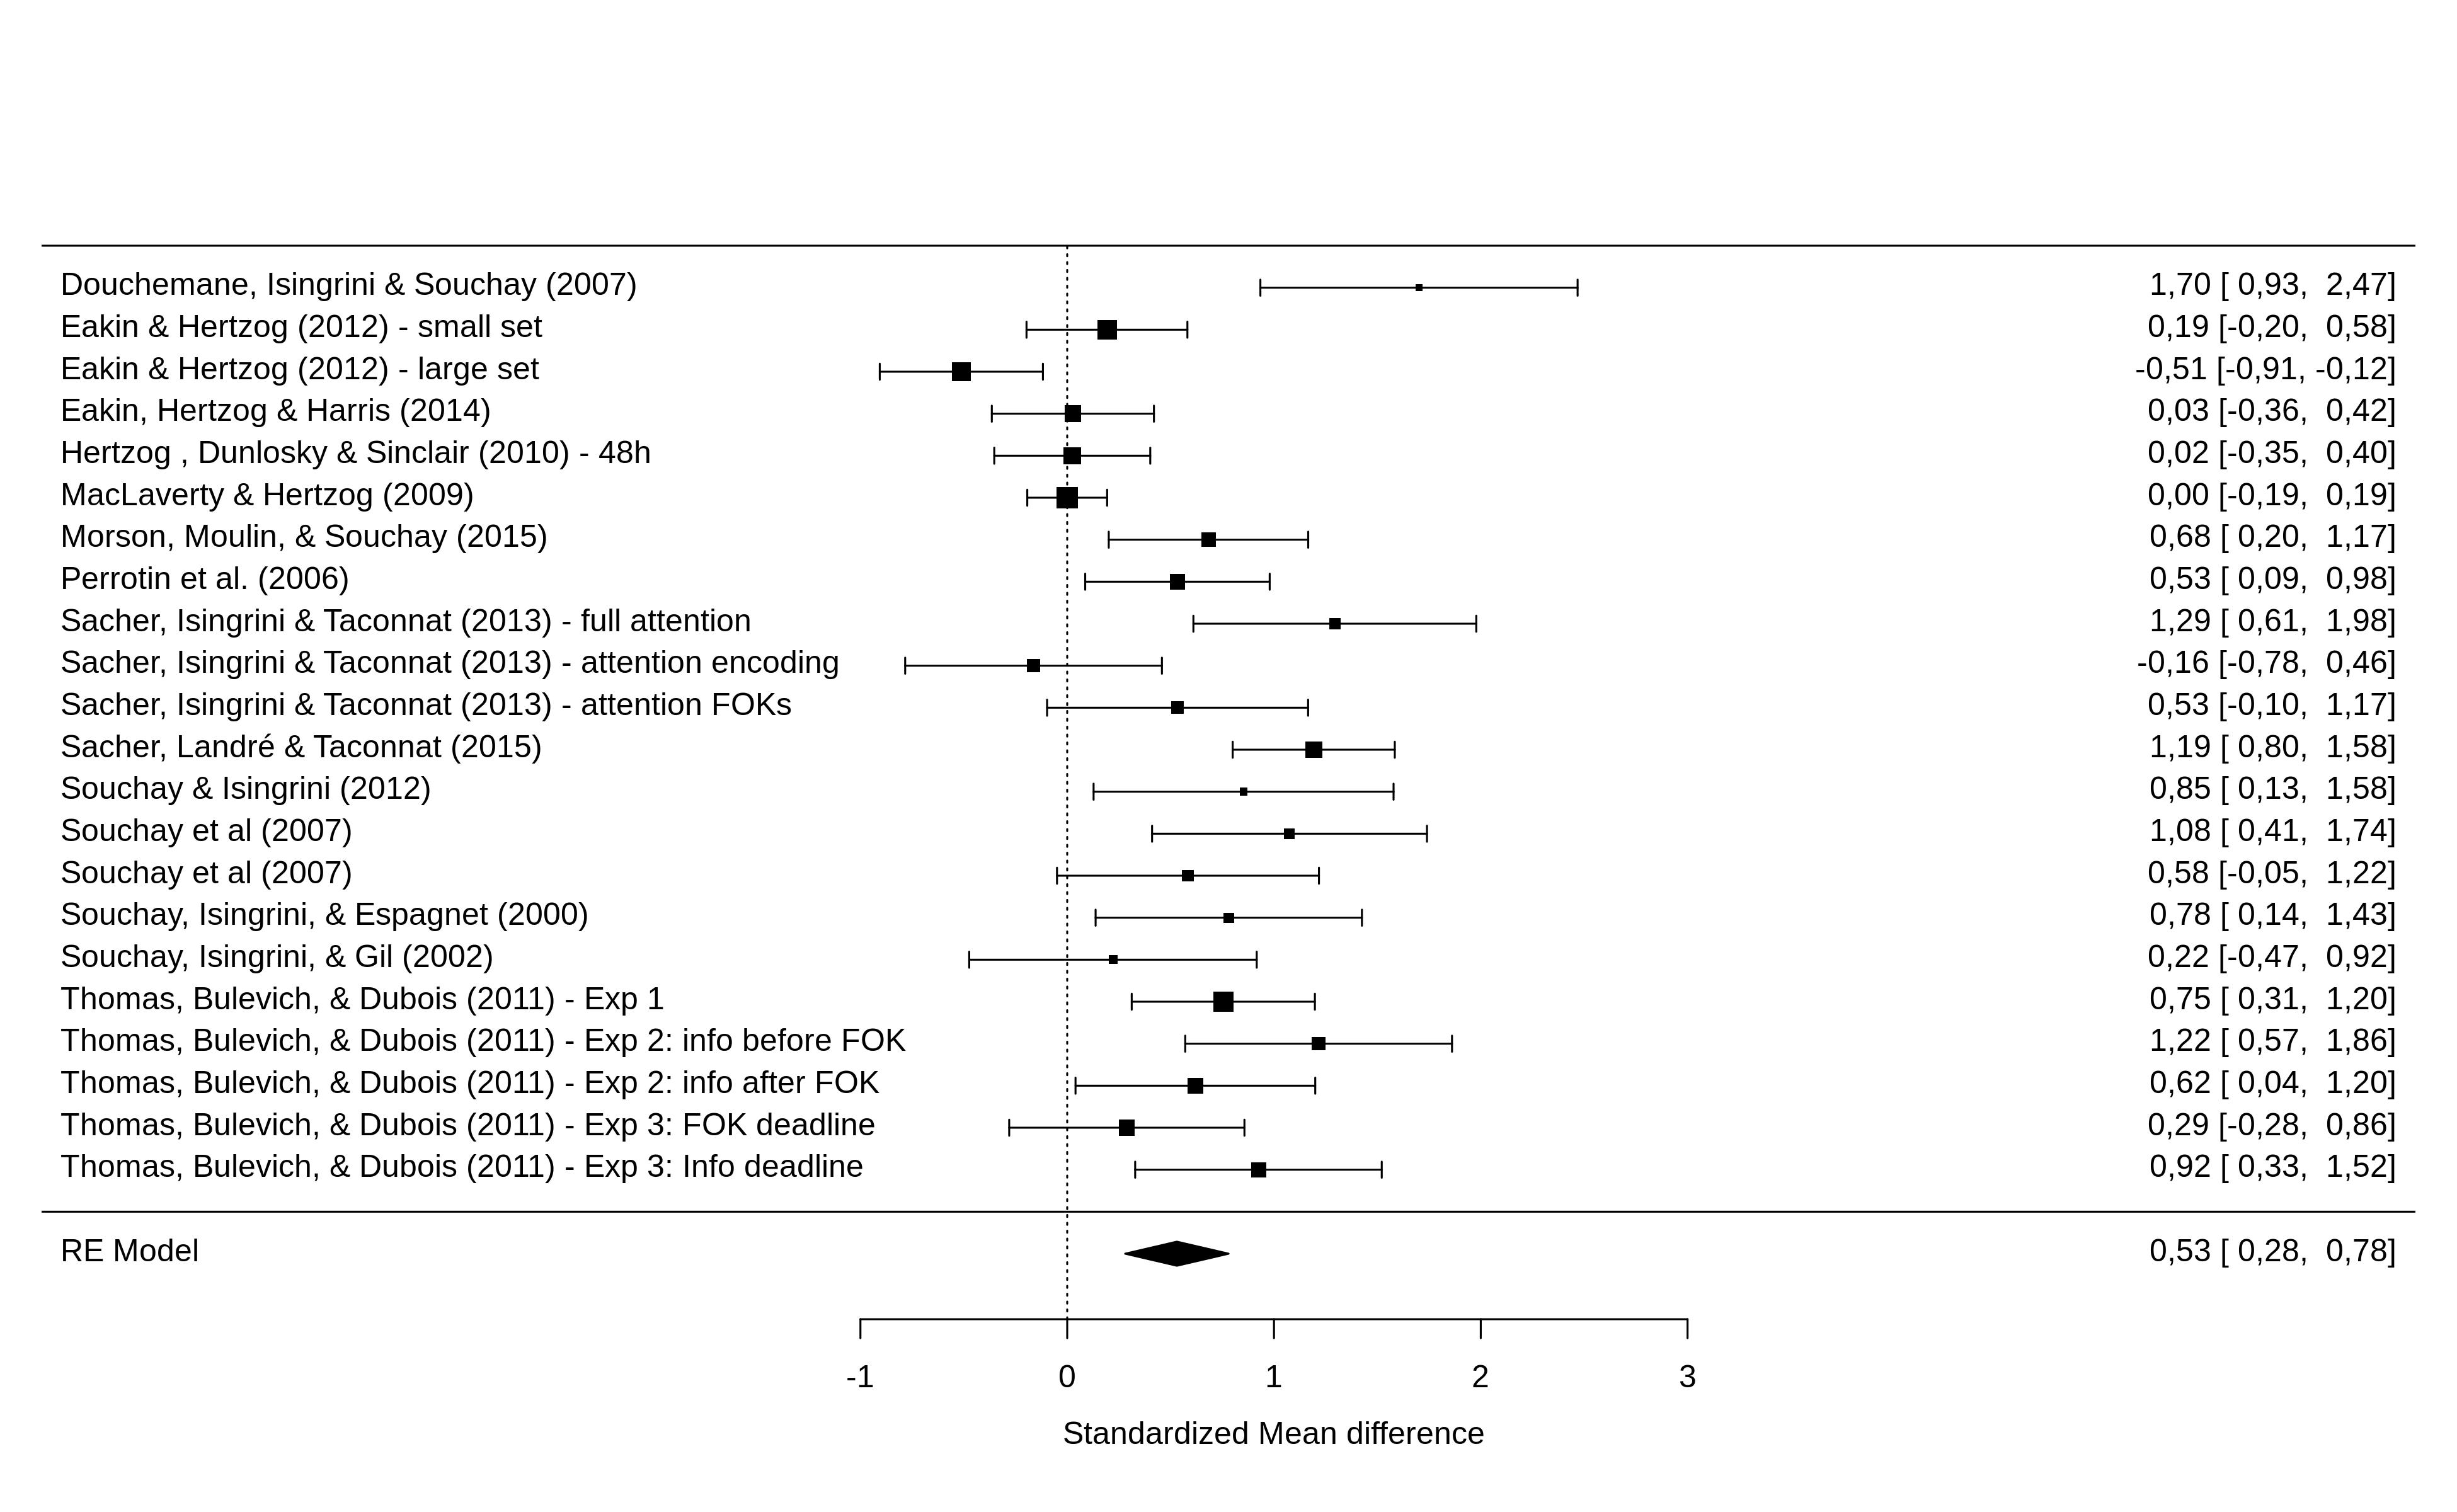 Douchemane, Isingrini & Souchay (2007) 1,70 [ 0,93, 2,47]
Eakin & Hertzog (2012) - small set 0,19 [-0,20, 0,58]
Eakin & Hertzog (2012) - large set -0,51 [-0,91, -0,12]
Eakin, Hertzog & Harris (2014) 0,03 [-0,36, 0,42]
Hertzog , Dunlosky & Sinclair (2010) - 48h 0,02 [-0,35, 0,40]
MacLaverty & Hertzog (2009) 0,00 [-0,19, 0,19]
Morson, Moulin, & Souchay (2015) 0,68 [ 0,20, 1,17]
Perrotin et al. (2006) 0,53 [ 0,09, 0,98]
Sacher, Isingrini & Taconnat (2013) - full attention 1,29 [ 0,61, 1,98]
Sacher, Isingrini & Taconnat (2013) - attention encoding -0,16 [-0,78, 0,46]
Sacher, Isingrini & Taconnat (2013) - attention FOKs 0,53 [-0,10, 1,17]
Sacher, Landré & Taconnat (2015) 1,19 [ 0,80, 1,58]
Souchay & Isingrini (2012) 0,85 [ 0,13, 1,58]
Souchay et al (2007) 1,08 [ 0,41, 1,74]
Souchay et al (2007) 0,58 [-0,05, 1,22]
Souchay, Isingrini, & Espagnet (2000) 0,78 [ 0,14, 1,43]
Souchay, Isingrini, & Gil (2002) 0,22 [-0,47, 0,92]
Thomas, Bulevich, & Dubois (2011) - Exp 1 0,75 [ 0,31, 1,20]
Thomas, Bulevich, & Dubois (2011) - Exp 2: info before FOK 1,22 [ 0,57, 1,86]
Thomas, Bulevich, & Dubois (2011) - Exp 2: info after FOK 0,62 [ 0,04, 1,20]
Thomas, Bulevich, & Dubois (2011) - Exp 3: FOK deadline 0,29 [-0,28, 0,86]
Thomas, Bulevich, & Dubois (2011) - Exp 3: Info deadline 0,92 [ 0,33, 1,52]
RE Model 0,53 [ 0,28, 0,78]
-1 0 1 2 3
Standardized Mean difference